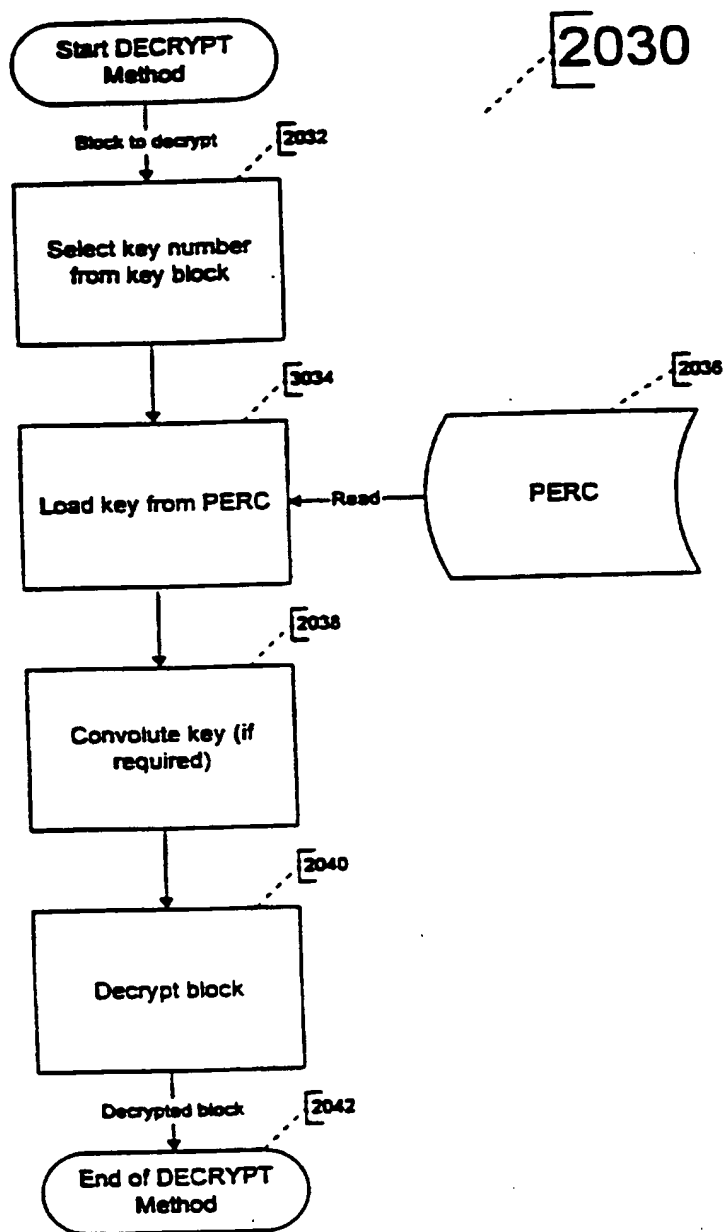 Start DECRYPT
Method
2030
Block to decrypt
2032
Select key number
from key block
3034
2036
Load key from PERC
Read
PERC
2038
Convolute key (if
required)
2040
Decrypt block
Decrypted block
2042
End of DECRYPT
Method